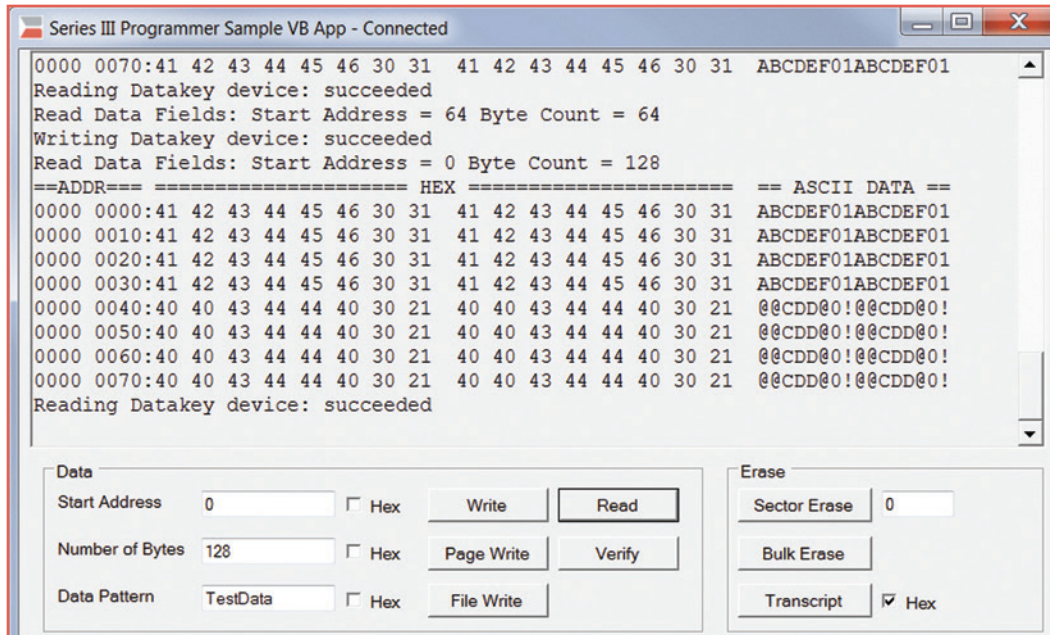 Series III Programmer Sample VB App - Connected
0000 0070:41 42 43 44 45 46 30 31  41 42 43 44 45 46 30 31  ABCDEF01ABCDEF01
Reading Datakey device: succeeded
Read Data Fields: Start Address = 64 Byte Count = 64
Writing Datakey device: succeeded
Read Data Fields: Start Address = 0 Byte Count = 128
==ADDR=== ===================== HEX ======================  == ASCII DATA ==
0000 0000:41 42 43 44 45 46 30 31  41 42 43 44 45 46 30 31  ABCDEF01ABCDEF01
0000 0010:41 42 43 44 45 46 30 31  41 42 43 44 45 46 30 31  ABCDEF01ABCDEF01
0000 0020:41 42 43 44 45 46 30 31  41 42 43 44 45 46 30 31  ABCDEF01ABCDEF01
0000 0030:41 42 43 44 45 46 30 31  41 42 43 44 45 46 30 31  ABCDEF01ABCDEF01
0000 0040:40 40 43 44 44 40 30 21  40 40 43 44 44 40 30 21  @@CDD@0!@@CDD@0!
0000 0050:40 40 43 44 44 40 30 21  40 40 43 44 44 40 30 21  @@CDD@0!@@CDD@0!
0000 0060:40 40 43 44 44 40 30 21  40 40 43 44 44 40 30 21  @@CDD@0!@@CDD@0!
0000 0070:40 40 43 44 44 40 30 21  40 40 43 44 44 40 30 21  @@CDD@0!@@CDD@0!
Reading Datakey device: succeeded
Data Erase
Start Address 0 Hex Write Read Sector Erase 0
Number of Bytes 128 Hex Page Write Verify Bulk Erase
Data Pattern TestData Hex File Write Transcript Hex